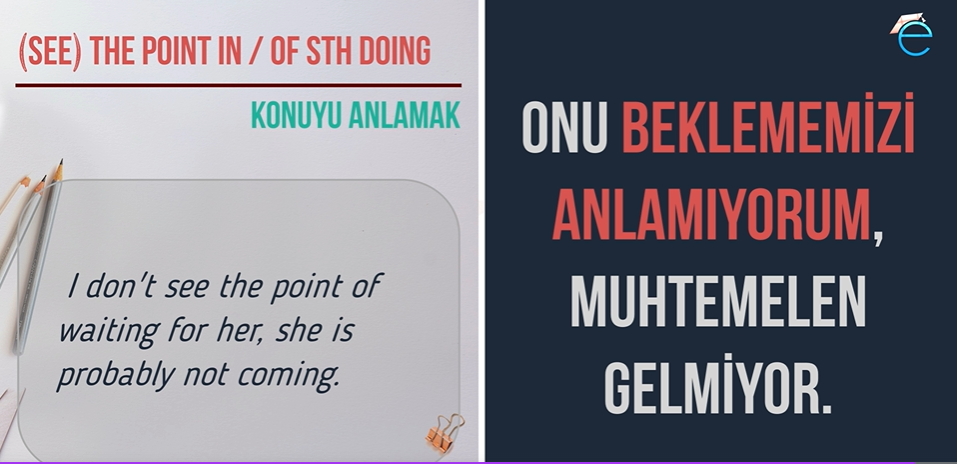 (SEE) THE POINT IN / OF STH DOING
KONUYU ANLAMAK
I don't see the point of
waiting for her, she is
probably not coming.
e
ONU BEKLEMEMİZİ
ANLAMIYORUM,
MUHTEMELEN
GELMİYOR.